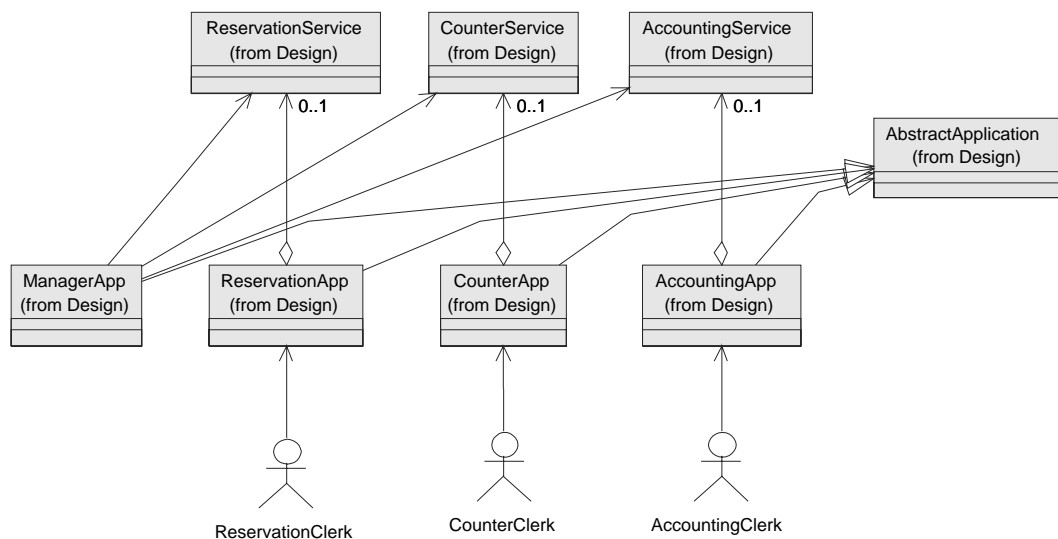 ReservationService
(from Design)
CounterService
(from Design)
AccountingService
(from Design)
0..1
0..1
0..1
AbstractApplication
(from Design)
ManagerApp
(from Design)
ReservationApp
(from Design)
CounterApp
(from Design)
AccountingApp
(from Design)
ReservationClerk
CounterClerk
AccountingClerk